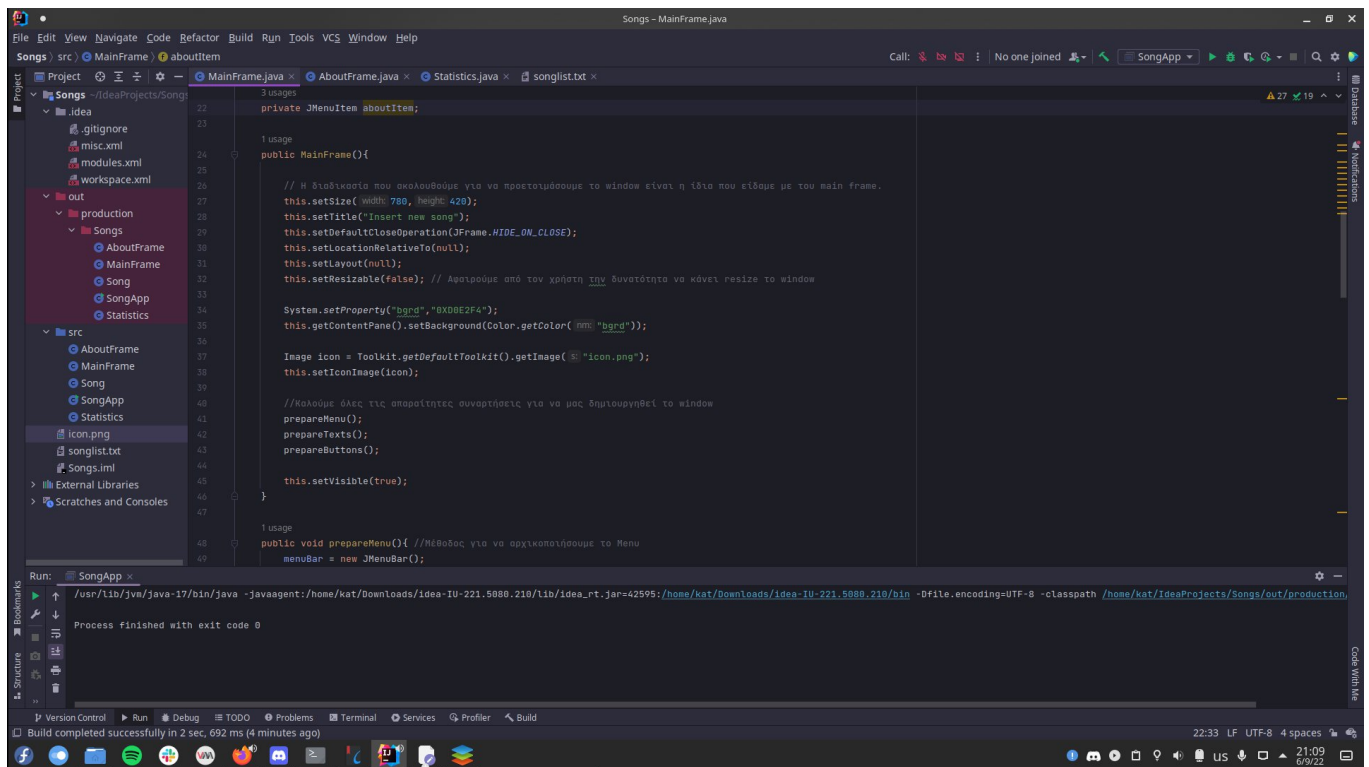 Songs – MainFrame.java
File Edit View Navigate Code Refactor Build Run Tools VCS Window Help
Songs src MainFrame aboutItem
Call: No one joined SongApp
Project MainFrame.java AboutFrame.java Statistics.java songlist.txt
Project
Songs ~/IdeaProjects/Songs
.idea
.gitignore
misc.xml
modules.xml
workspace.xml
out
production
Songs
AboutFrame
MainFrame
Song
SongApp
Statistics
src
AboutFrame
MainFrame
Song
SongApp
Statistics
icon.png
songlist.txt
Songs.iml
External Libraries
Scratches and Consoles
3 usages
27 19
22 private JMenuItem aboutItem;
23
1 usage
24 public MainFrame(){
25
26 // Η διαδικασία που ακολουθούμε για να προετοιμάσουμε το window είναι η ίδια που είδαμε με του main frame.
27 this.setSize( width: 780, height: 420);
28 this.setTitle("Insert new song");
29 this.setDefaultCloseOperation(JFrame.HIDE_ON_CLOSE);
30 this.setLocationRelativeTo(null);
31 this.setLayout(null);
32 this.setResizable(false); // Αφαιρούμε από τον χρήστη την δυνατότητα να κάνει resize το window
33
34 System.setProperty("bgrd","0XD0E2F4");
35 this.getContentPane().setBackground(Color.getColor( nm: "bgrd"));
36
37 Image icon = Toolkit.getDefaultToolkit().getImage( s: "icon.png");
38 this.setIconImage(icon);
39
40 //Καλούμε όλες τις απαραίτητες συναρτήσεις για να μας δημιουργηθεί το window
41 prepareMenu();
42 prepareTexts();
43 prepareButtons();
44
45 this.setVisible(true);
46 }
47
1 usage
48 public void prepareMenu(){ //Μέθοδος για να αρχικοποιήσουμε το Menu
49 menuBar = new JMenuBar();
Database
Notifications
Code With Me
Bookmarks
Structure
Run: SongApp
/usr/lib/jvm/java-17/bin/java -javaagent:/home/kat/Downloads/idea-IU-221.5080.210/lib/idea_rt.jar=42595:/home/kat/Downloads/idea-IU-221.5080.210/bin -Dfile.encoding=UTF-8 -classpath /home/kat/IdeaProjects/Songs/out/production/
Process finished with exit code 0
Version Control Run Debug TODO Problems Terminal Services Profiler Build
Build completed successfully in 2 sec, 692 ms (4 minutes ago)
22:33 LF UTF-8 4 spaces
us 21:09
6/9/22